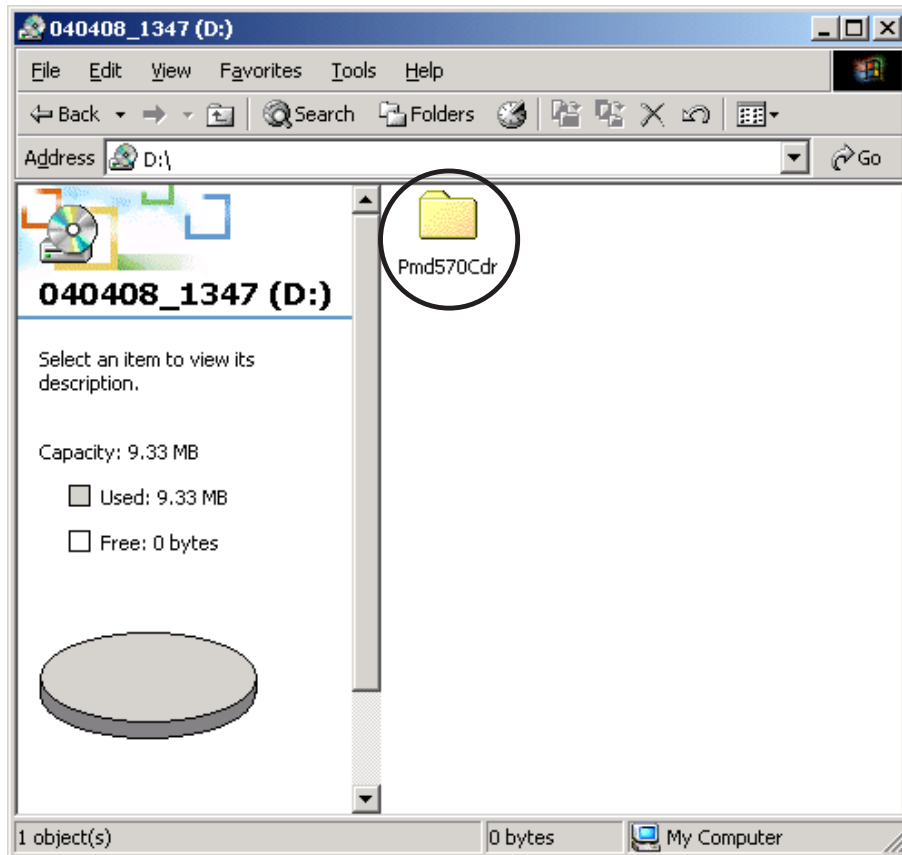 040408_1347 (D:)
File Edit View Favorites Tools Help
Back Search Folders
Address D:\ Go
040408_1347 (D:)
Select an item to view its
description.
Capacity: 9.33 MB
Used: 9.33 MB
Free: 0 bytes
Pmd570Cdr
1 object(s) 0 bytes My Computer